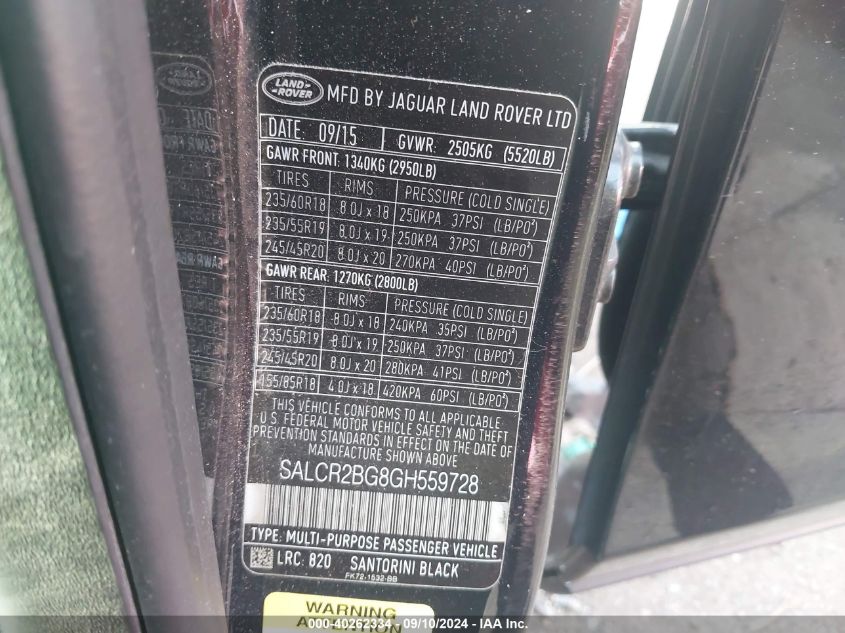 LAND ROVER MFD BY JAGUAR LAND ROVER LTD
DATE: 09/15 GVWR: 2505KG (5520LB)
GAWR FRONT: 1340KG (2950LB)
TIRES RIMS PRESSURE (COLD SINGLE)
235/60R18 8.0J x 18 250KPA 37PSI (LB/PO²)
235/55R19 8.0J x 19 250KPA 37PSI (LB/PO²)
245/45R20 8.0J x 20 270KPA 40PSI (LB/PO²)
GAWR REAR: 1270KG (2800LB)
TIRES RIMS PRESSURE (COLD SINGLE)
235/60R18 8.0J x 18 240KPA 35PSI (LB/PO²)
235/55R19 8.0J x 19 250KPA 37PSI (LB/PO²)
245/45R20 8.0J x 20 280KPA 41PSI (LB/PO²)
155/85R18 4.0J x 18 420KPA 60PSI (LB/PO²)
THIS VEHICLE CONFORMS TO ALL APPLICABLE
U.S. FEDERAL MOTOR VEHICLE SAFETY AND THEFT
PREVENTION STANDARDS IN EFFECT ON THE DATE OF
MANUFACTURE SHOWN ABOVE
SALCR2BG8GH559728
TYPE: MULTI-PURPOSE PASSENGER VEHICLE
LRC: 820 SANTORINI BLACK
FK72-1532-BB
WARNING
000-40262334 - 09/10/2024 - IAA, Inc.